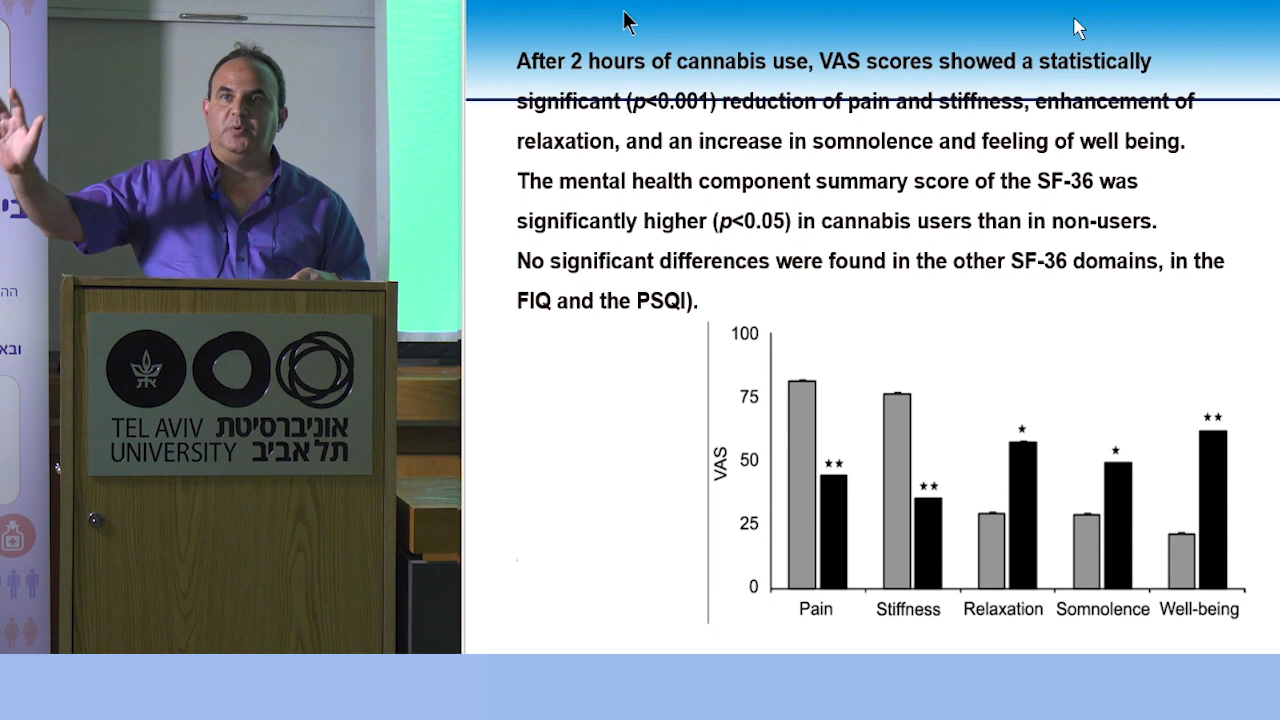 After 2 hours of cannabis use, VAS scores showed a statistically
significant (p<0.001) reduction of pain and stiffness, enhancement of
relaxation, and an increase in somnolence and feeling of well being.
The mental health component summary score of the SF-36 was
significantly higher (p<0.05) in cannabis users than in non-users.
No significant differences were found in the other SF-36 domains, in the
FIQ and the PSQI).
100
75
50
25
0
VAS
**
**
*
*
**
Pain Stiffness Relaxation Somnolence Well-being
TEL AVIV אוניברסיטת
UNIVERSITY תל אביב